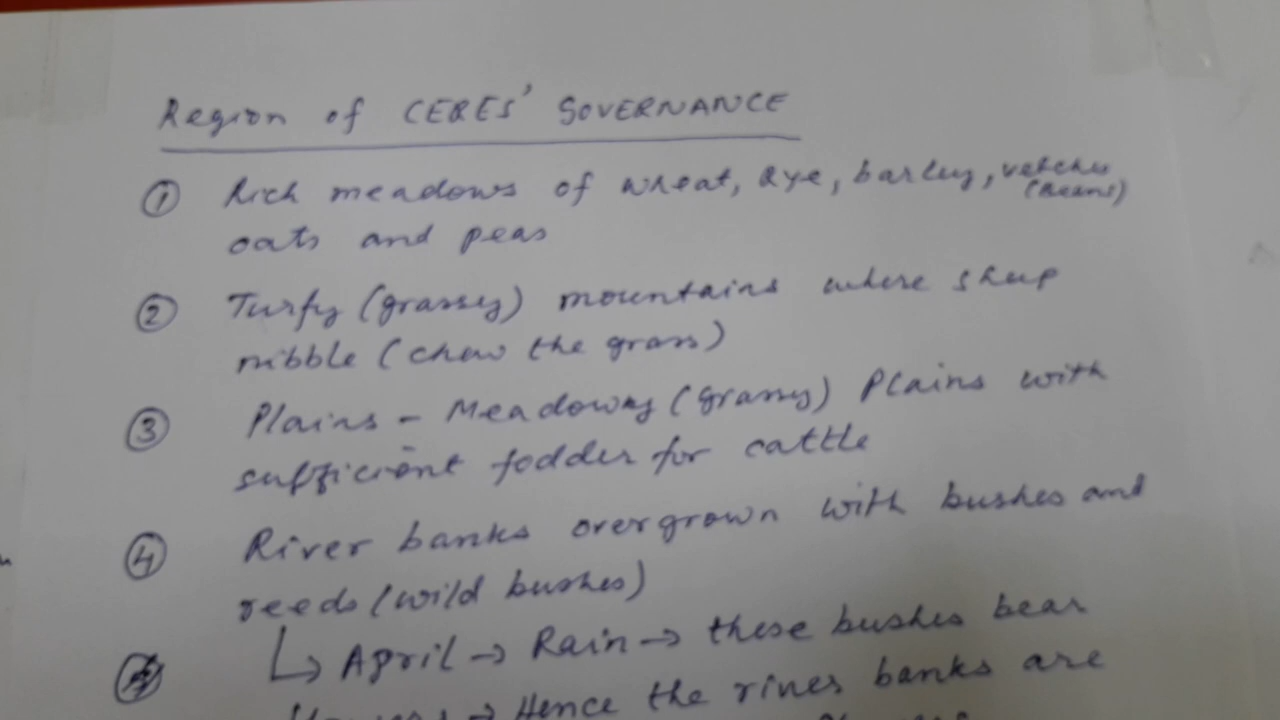 Region of CERES' GOVERNANCE
① Rich meadows of wheat, Rye, barley, vetches
(Beans)
oats and peas
② Turfy (grassy) mountains where sheep
nibble (chew the grass)
③ Plains - Meadowy (grassy) Plains with
sufficient fodder for cattle
④ River banks overgrown with bushes and
reeds (wild bushes)
↳ April → Rain → these bushes bear
→ Hence the river banks are